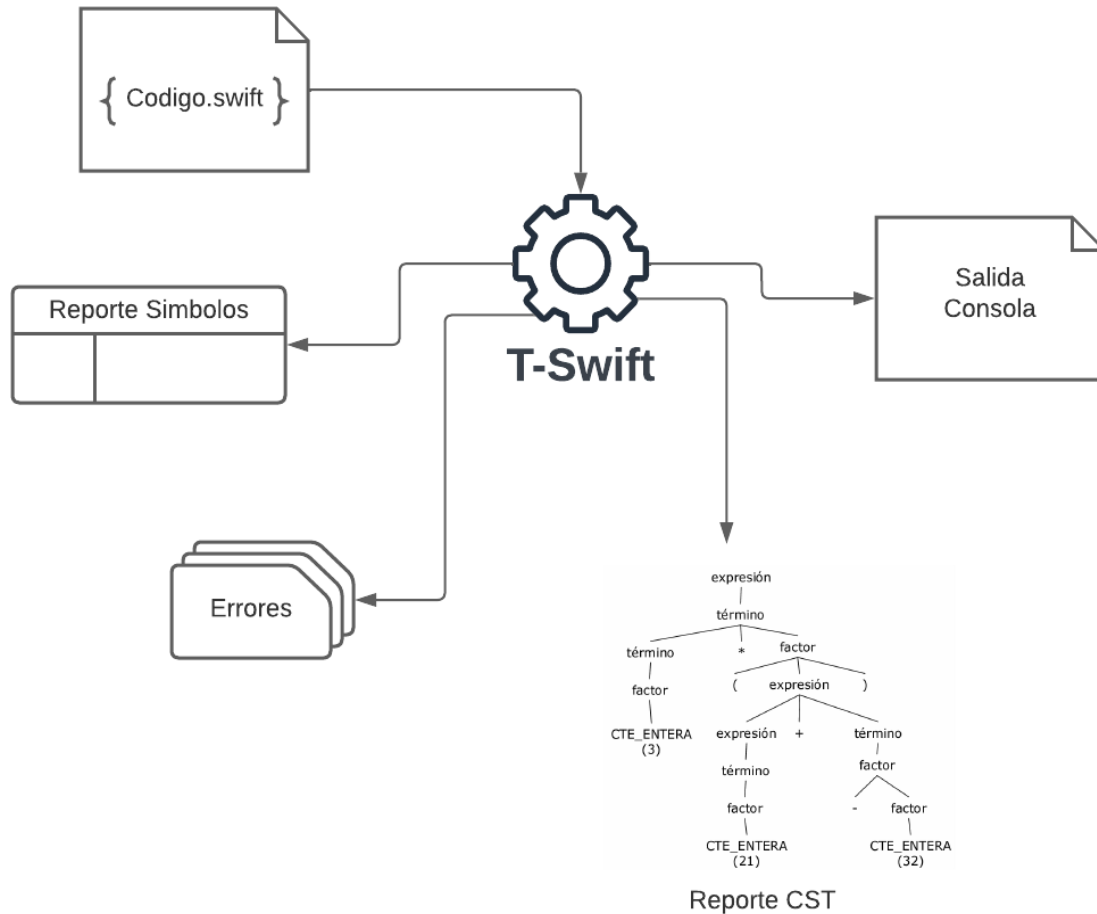 { Codigo.swift }
Reporte Simbolos
T-Swift
Salida
Consola
Errores
expresión
término
término * factor
factor ( expresión )
CTE_ENTERA expresión + término
(3)
término factor
factor - factor
CTE_ENTERA CTE_ENTERA
(21) (32)
Reporte CST